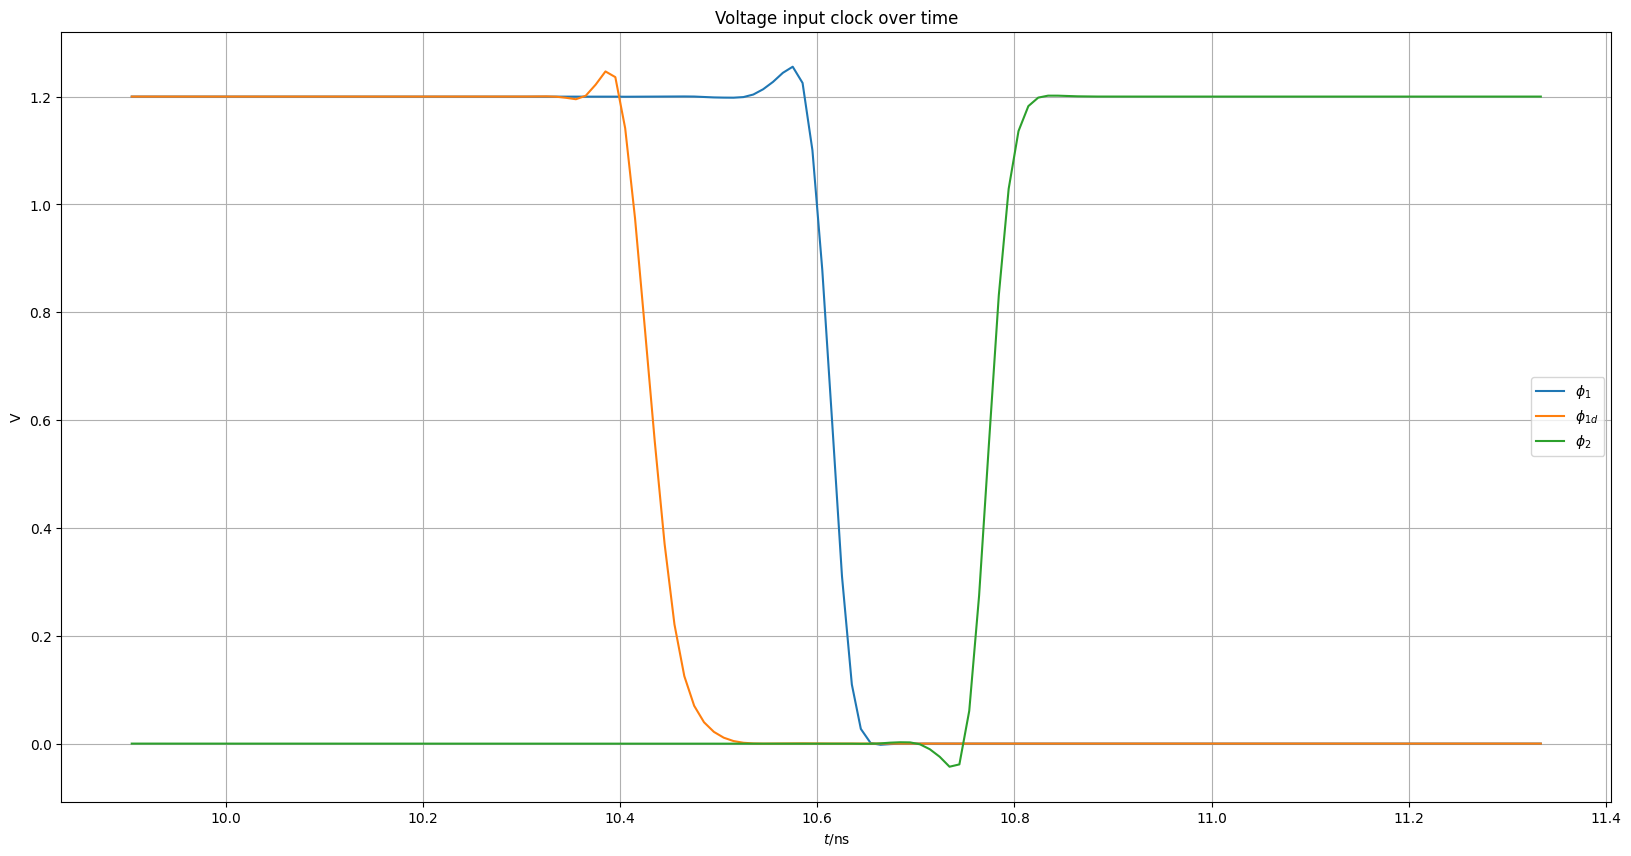 Voltage input clock over time
V
1.2
1.0
0.8
0.6
0.4
0.2
0.0
ϕ₁
ϕ₁d
ϕ₂
10.0 10.2 10.4 10.6 10.8 11.0 11.2 11.4
t/ns